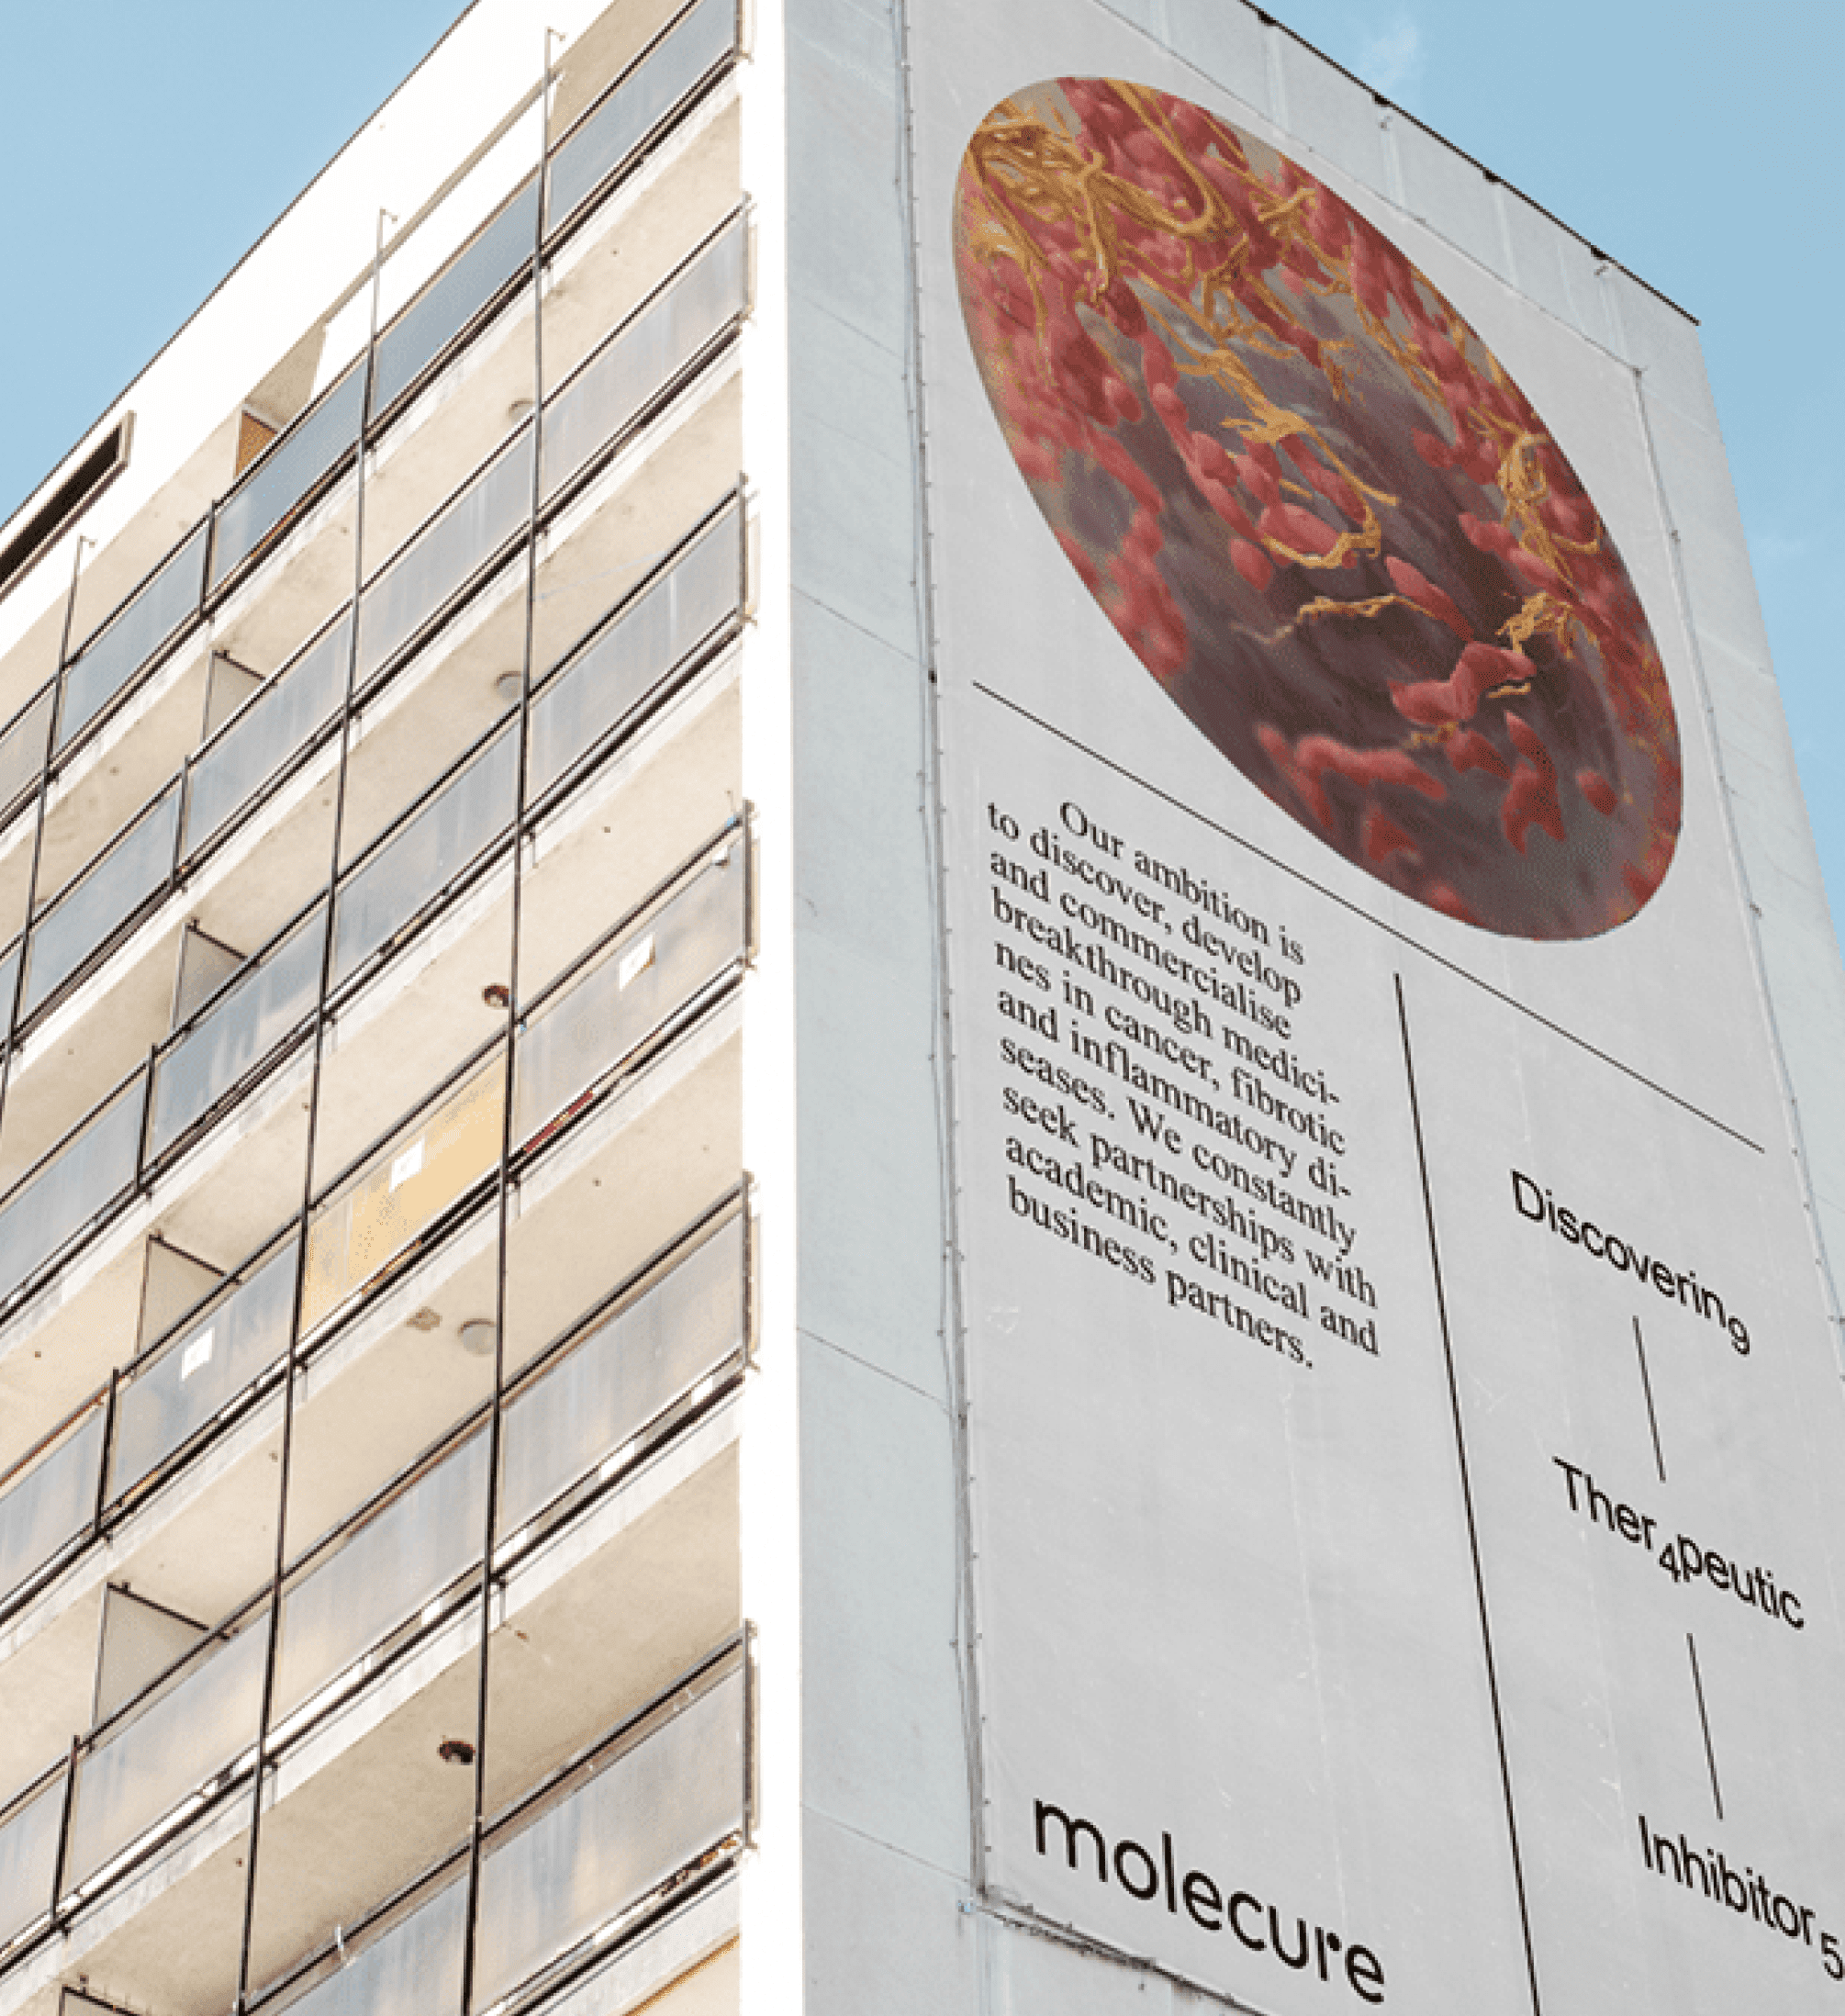 Our ambition is
to discover, develop
and commercialise
breakthrough medici-
nes in cancer, fibrotic
and inflammatory di-
seases. We constantly
seek partnerships with
academic, clinical and
business partners.
Discovering
Ther4peutic
Inhibitor5
molecure